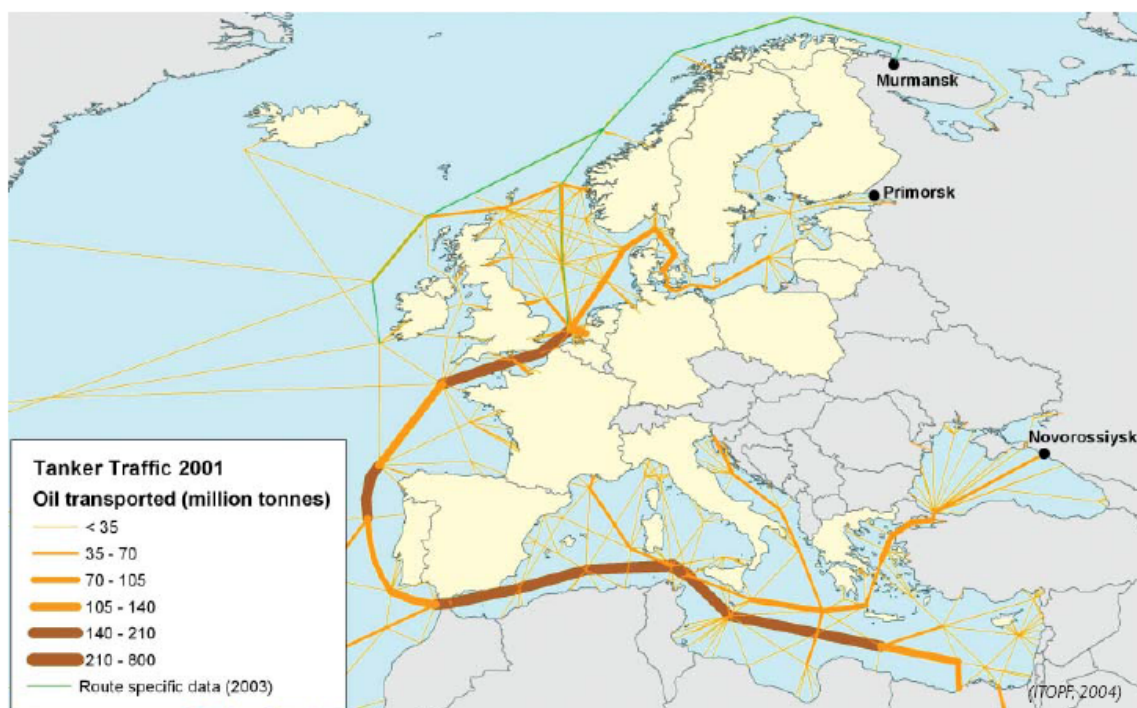 Murmansk
Primorsk
Novorossiysk
Tanker Traffic 2001
Oil transported (million tonnes)
< 35
35 - 70
70 - 105
105 - 140
140 - 210
210 - 800
Route specific data (2003)
(ITOPF, 2004)